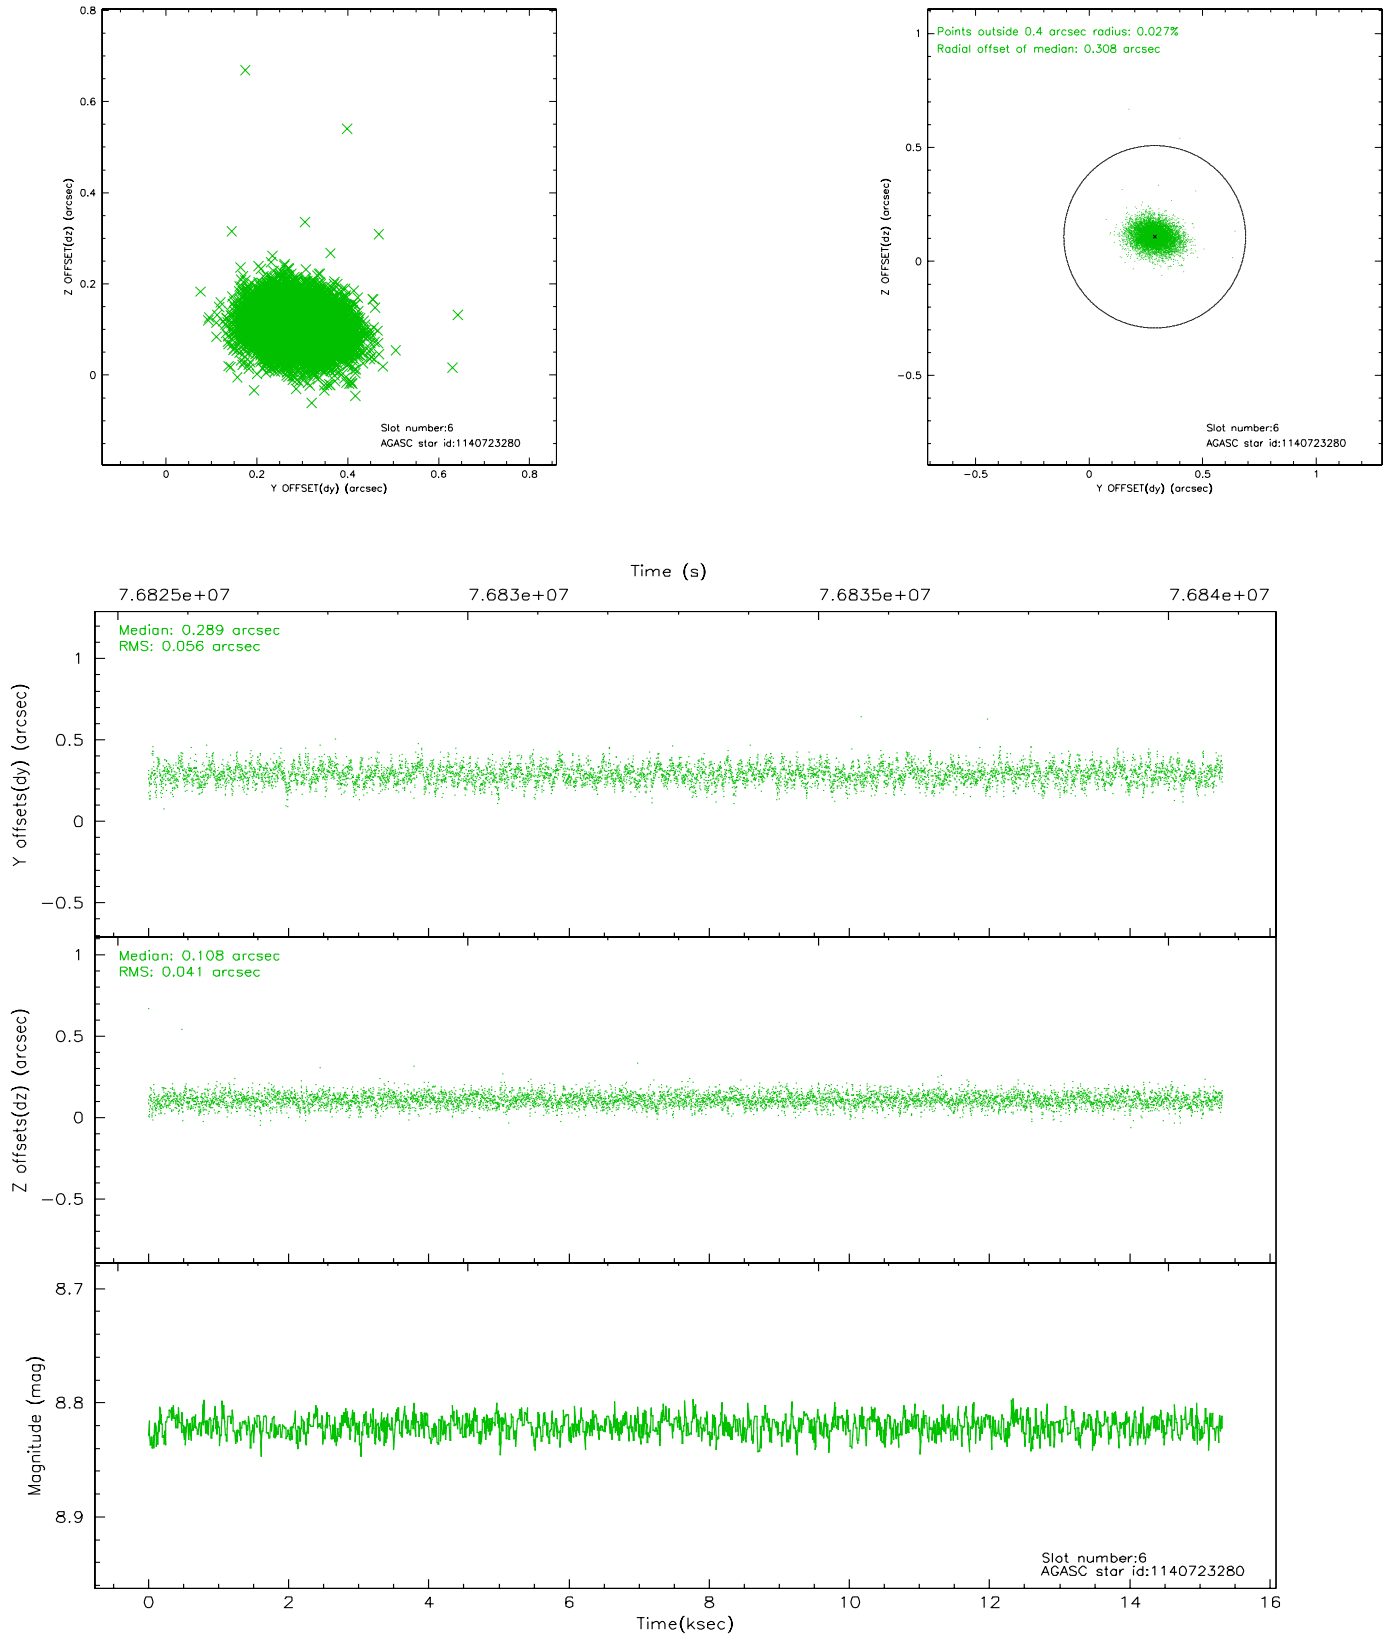 0.8
0.6
0.4
0.2
0
Z OFFSET(dz) (arcsec)
Slot number:6
AGASC star id:1140723280
0 0.2 0.4 0.6
Y OFFSET(dy) (arcsec)
Points outside 0.4 arcsec radius: 0.027%
Radial offset of median: 0.308 arcsec
1
0.5
0
−0.5
Z OFFSET(dz) (arcsec)
Slot number:6
AGASC star id:1140723280
−0.5 0 0.5 1
Y OFFSET(dy) (arcsec)
Time (s)
7.6825e+07 7.683e+07 7.6835e+07 7.684e+07
Median: 0.289 arcsec
RMS: 0.056 arcsec
1
0.5
0
−0.5
Y offsets(dy) (arcsec)
Median: 0.108 arcsec
RMS: 0.041 arcsec
1
0.5
0
−0.5
Z offsets(dz) (arcsec)
8.7
8.8
8.9
Magnitude (mag)
Slot number:6
AGASC star id:1140723280
0 2 4 6 8 10 12 14 16
Time(ksec)